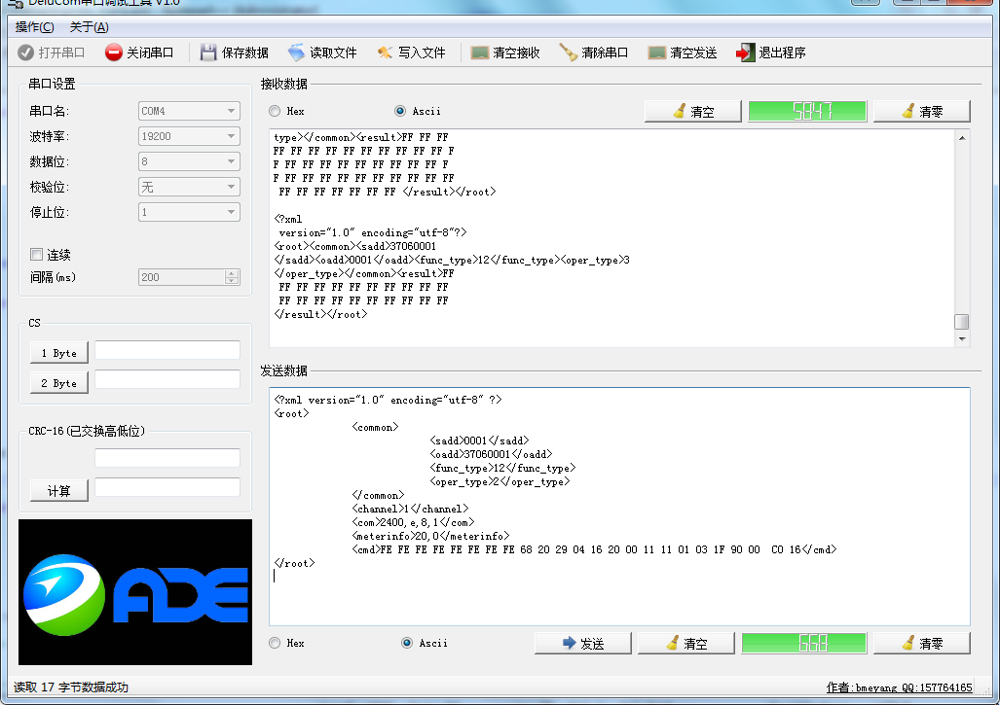 DeluCom串口调试工具 V1.0
操作(C) 关于(A)
打开串口 关闭串口 保存数据 读取文件 写入文件 清空接收 清除串口 清空发送 退出程序
串口设置
串口名: COM4
波特率: 19200
数据位: 8
校验位: 无
停止位: 1
连续
间隔(ms) 200
CS
1 Byte
2 Byte
CRC-16(已交换高低位)
计算
ADE
接收数据
Hex Ascii 清空 5847 清零
type></common><result>FF FF FF
FF FF FF FF FF FF FF FF FF FF F
F FF FF FF FF FF FF FF FF FF F
F FF FF FF FF FF FF FF FF FF FF
FF FF FF FF FF FF FF </result></root>
<?xml
version="1.0" encoding="utf-8"?>
<root><common><sadd>37060001
</sadd><oadd>0001</oadd><func_type>12</func_type><oper_type>3
</oper_type></common><result>FF
FF FF FF FF FF FF FF FF FF FF
FF FF FF FF FF FF FF FF FF FF
</result></root>
发送数据
<?xml version="1.0" encoding="utf-8" ?>
<root>
<common>
<sadd>0001</sadd>
<oadd>37060001</oadd>
<func_type>12</func_type>
<oper_type>2</oper_type>
</common>
<channel>1</channel>
<com>2400,e,8,1</com>
<meterinfo>20,0</meterinfo>
<cmd>FE FE FE FE FE FE FE FE 68 20 29 04 16 20 00 11 11 01 03 1F 90 00  C0 16</cmd>
</root>
Hex Ascii 发送 清空 668 清零
读取 17 字节数据成功 作者:bmeyang QQ:157764165